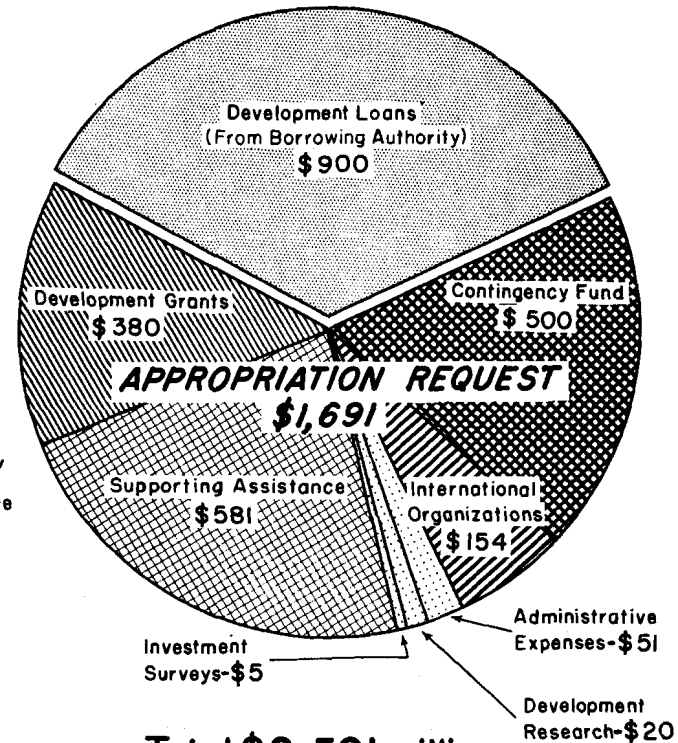 Development Loans
(From Borrowing Authority)
$900
Development Grants
$380
Contingency Fund
$500
APPROPRIATION REQUEST
$1,691
Supporting Assistance
$581
International
Organizations
$154
Administrative
Expenses-$51
Investment
Surveys-$5
Development
Research-$20